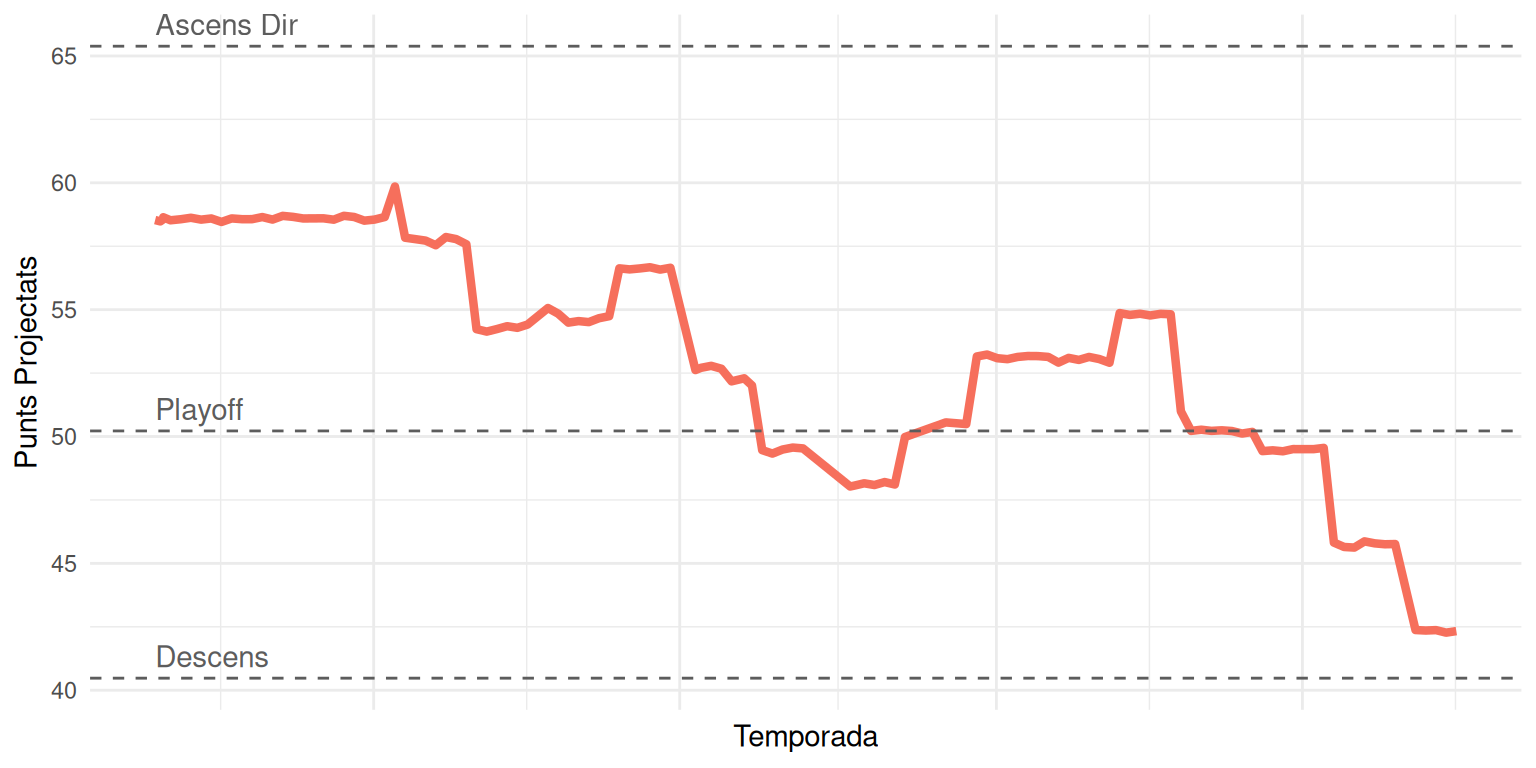 Ascens Dir
65
60
55
Playoff
50
45
Descens
40
Punts Projectats
Temporada